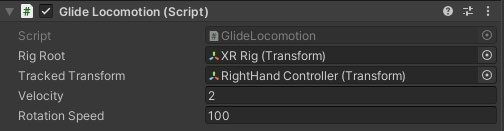 Glide Locomotion (Script)
Script GlideLocomotion
Rig Root XR Rig (Transform)
Tracked Transform RightHand Controller (Transform)
Velocity 2
Rotation Speed 100